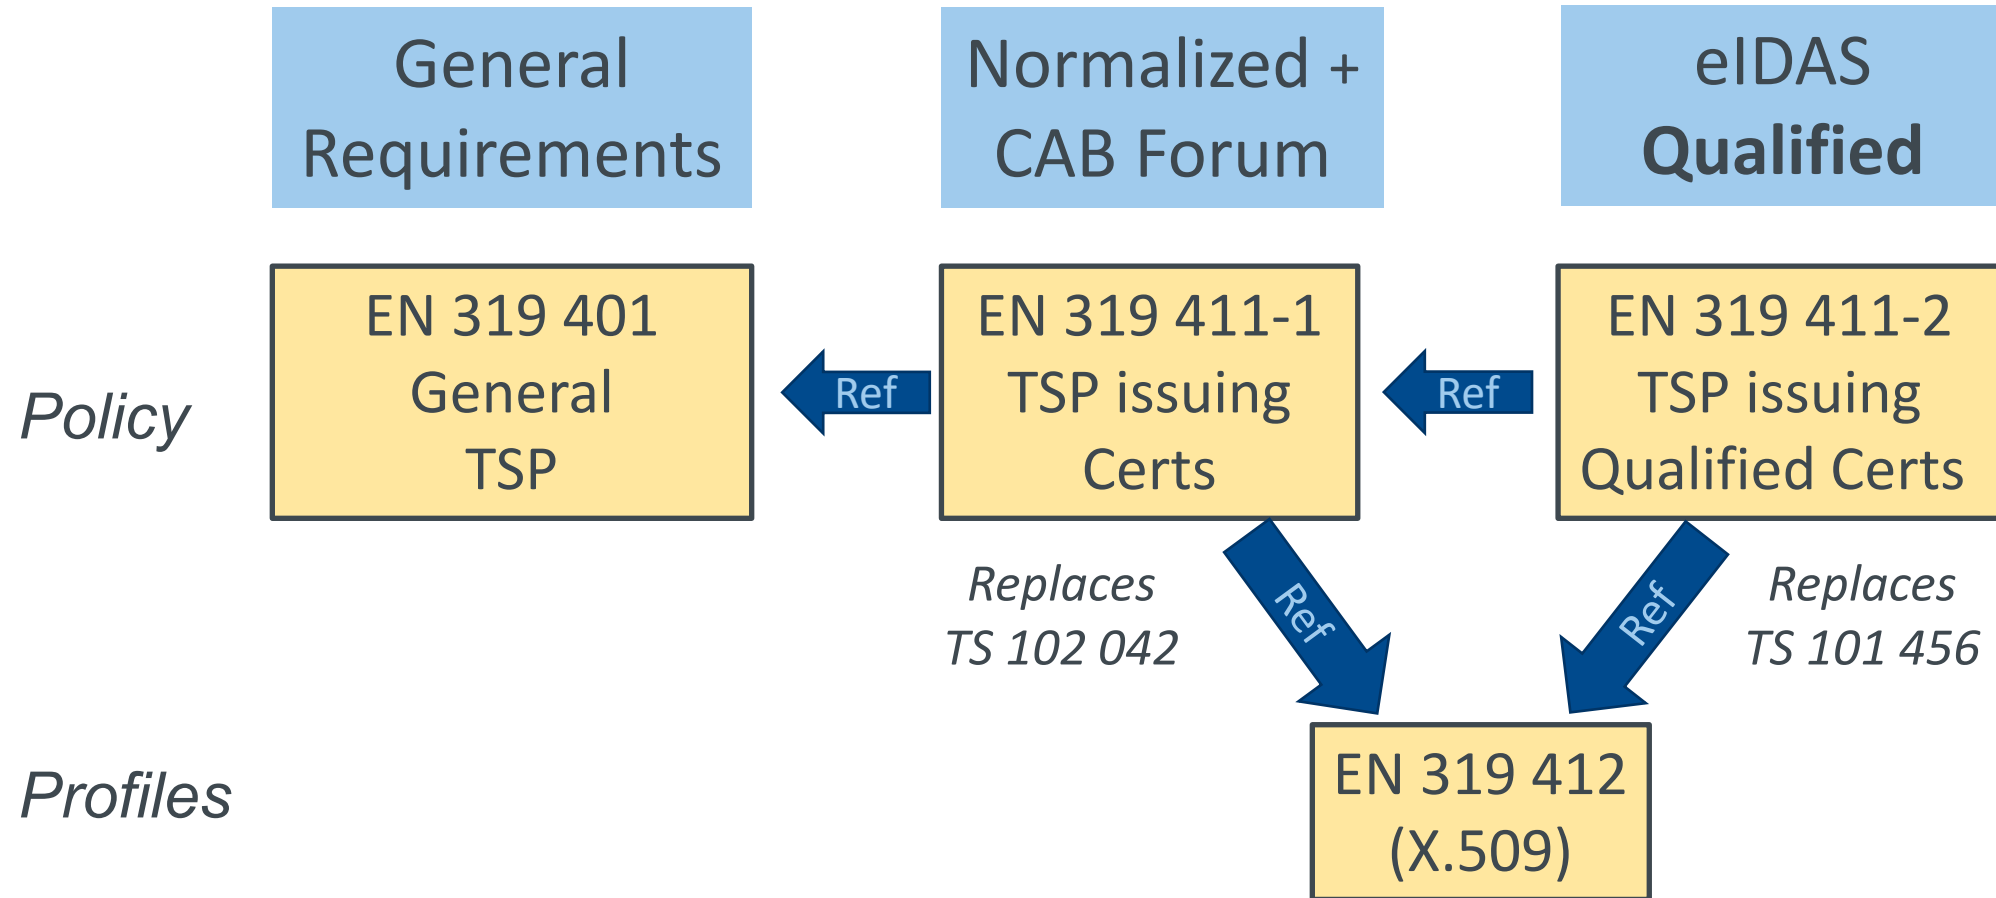 General
Requirements
Normalized +
CAB Forum
eIDAS
Qualified
Policy
EN 319 401
General
TSP
Ref
EN 319 411-1
TSP issuing
Certs
Ref
EN 319 411-2
TSP issuing
Qualified Certs
Replaces
TS 102 042
Ref
Ref
Replaces
TS 101 456
Profiles
EN 319 412
(X.509)